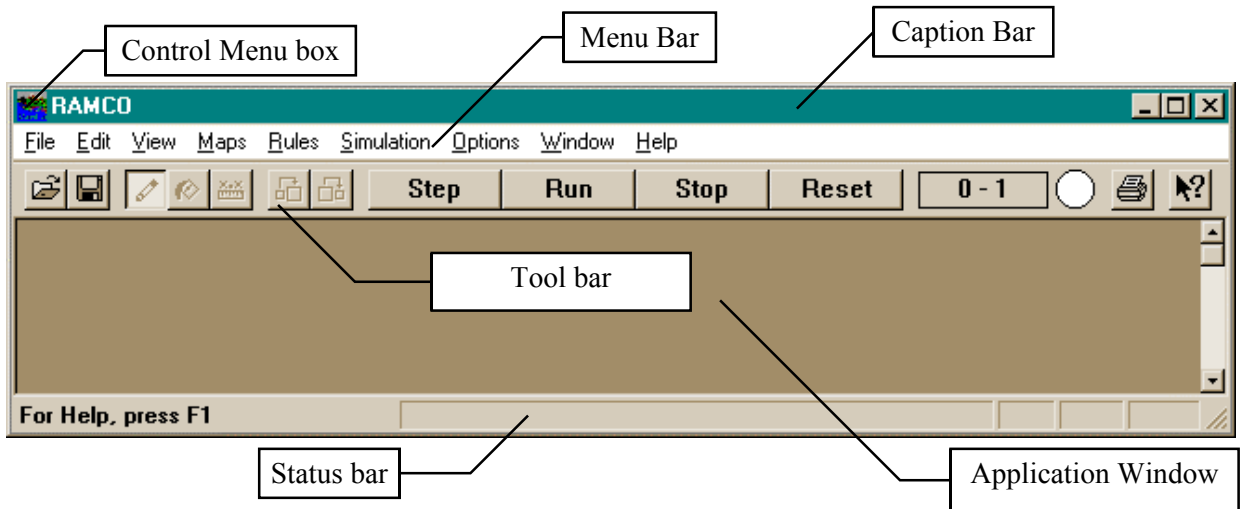 Control Menu box
Menu Bar
Caption Bar
RAMCO
File Edit View Maps Rules Simulation Options Window Help
Step Run Stop Reset 0 - 1
Tool bar
For Help, press F1
Status bar
Application Window